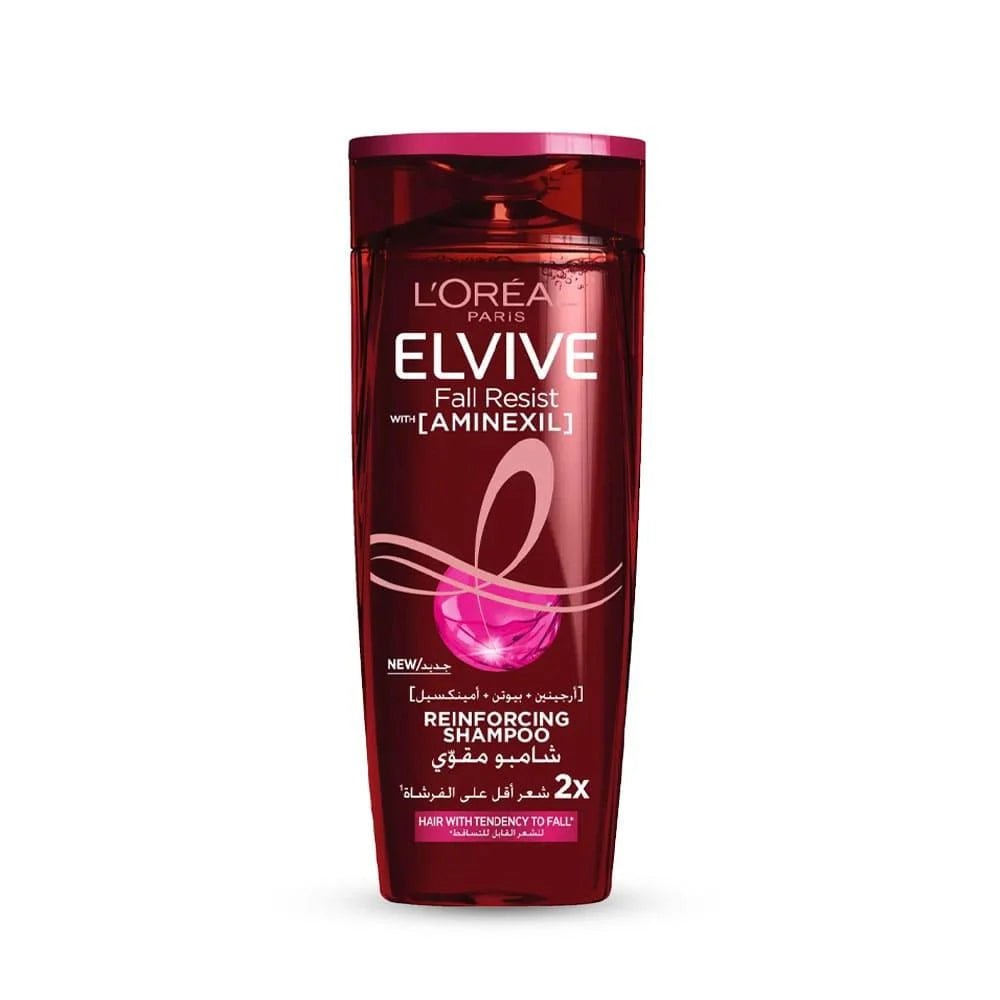 L'ORÉAL
PARIS
ELVIVE
Fall Resist
WITH [AMINEXIL]
NEW/جديد
[أرجينين + بيوتن + أمينكسيل]
REINFORCING
SHAMPOO
شامبو مقوّي
2x شعر أقل على الفرشاة¹
HAIR WITH TENDENCY TO FALL*
للشعر القابل للتساقط*